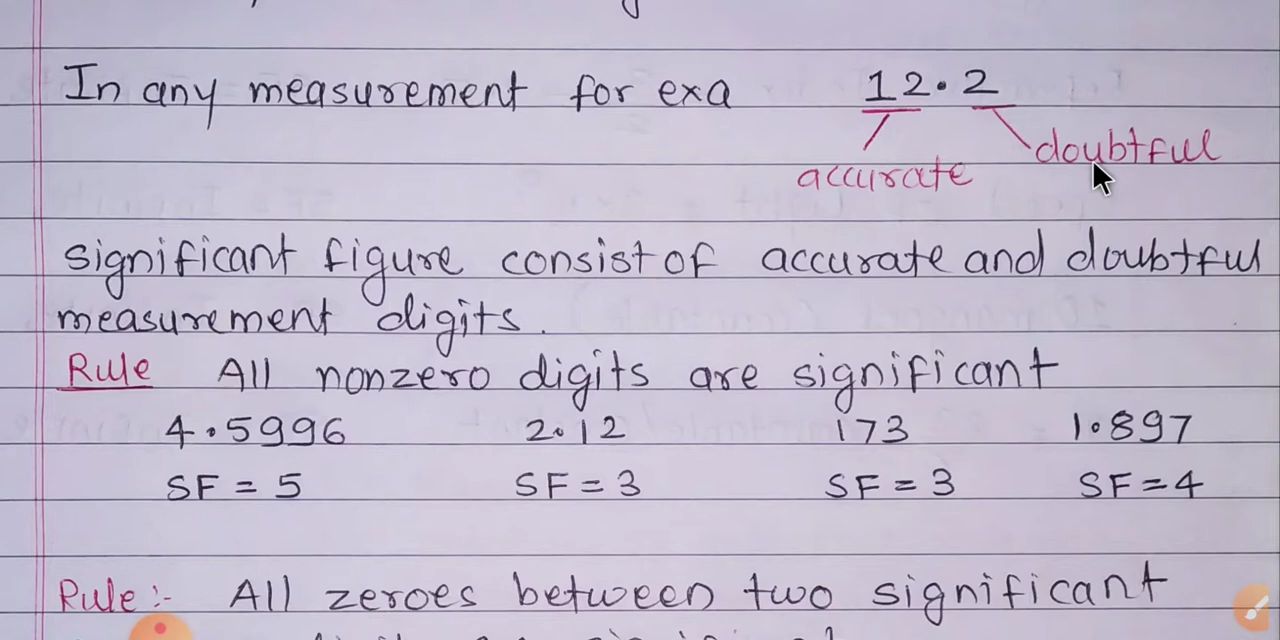 In any measurement for exa 12.2
accurate doubtful
significant figure consist of accurate and doubtful
measurement digits.
Rule All nonzero digits are significant
4.5996 2.12 173 1.897
SF = 5 SF = 3 SF = 3 SF = 4
Rule :- All zeroes between two significant